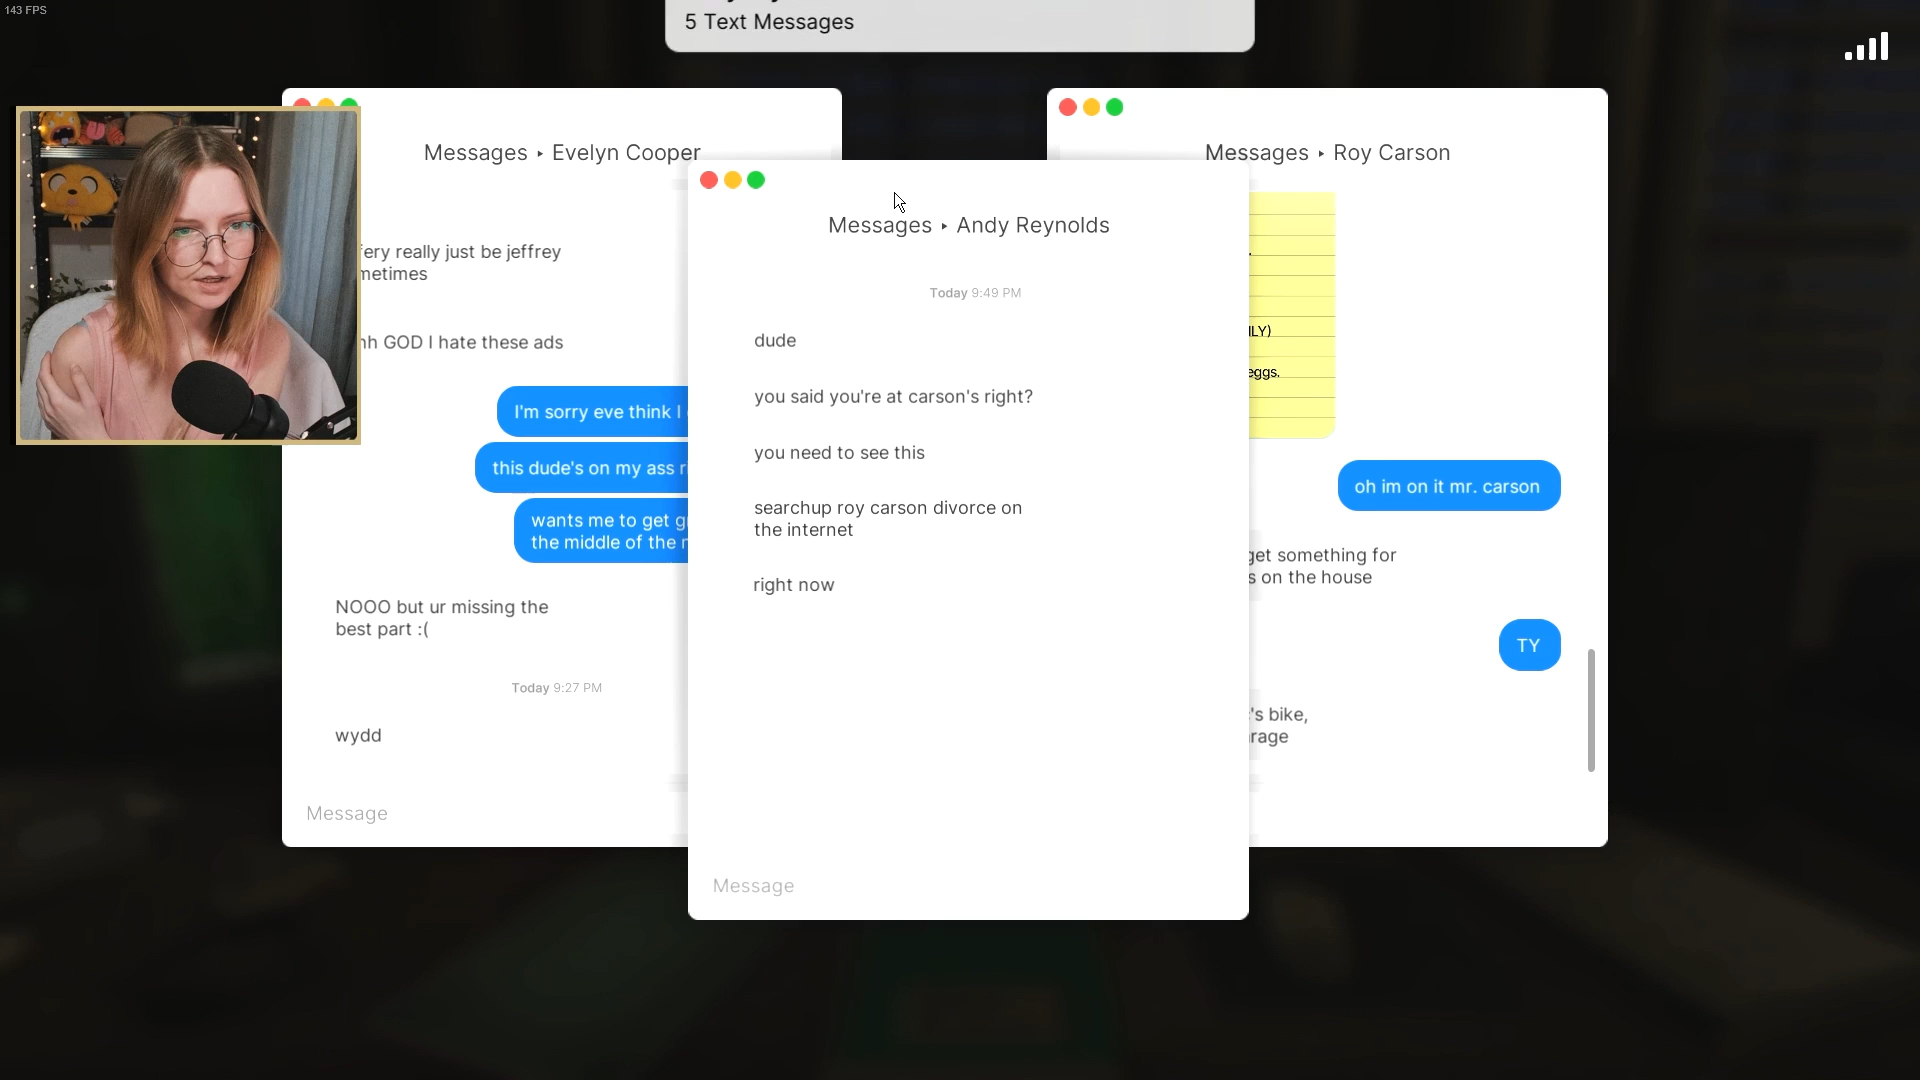 143 FPS
5 Text Messages
Messages ‣ Evelyn Cooper
fery really just be jeffrey
metimes
hh GOD I hate these ads
I'm sorry eve think I
this dude's on my ass
wants me to get
the middle of the
NOOO but ur missing the
best part :(
Today 9:27 PM
wydd
Message
Messages ‣ Andy Reynolds
Today 9:49 PM
dude
you said you're at carson's right?
you need to see this
searchup roy carson divorce on
the internet
right now
Message
Messages ‣ Roy Carson
LY)
eggs.
oh im on it mr. carson
get something for
s on the house
TY
's bike,
rage